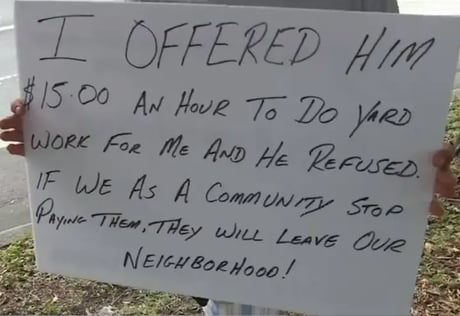 I OFFERED HIM
$15.00 AN HOUR TO DO YARD
WORK FOR ME AND HE REFUSED.
IF WE AS A COMMUNITY STOP
PAYING THEM, THEY WILL LEAVE OUR
NEIGHBORHOOD!